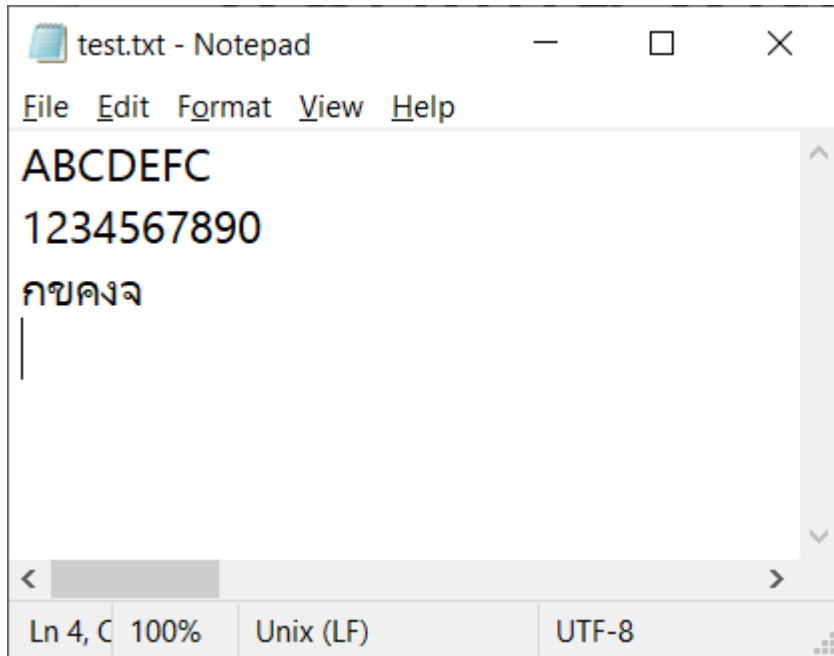 test.txt - Notepad
File Edit Format View Help
ABCDEFC
1234567890
กขคงจ
Ln 4, C 100% Unix (LF) UTF-8